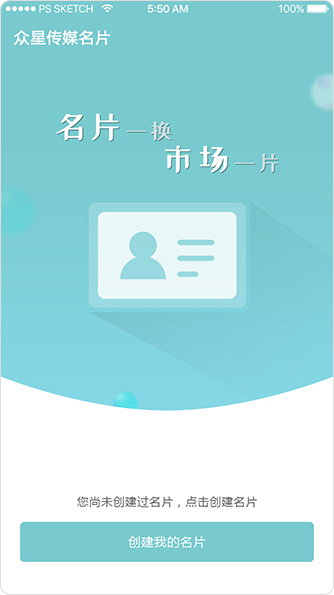 PS SKETCH 5:50 AM 100%
众星传媒名片
名片一换
市场一片
您尚未创建过名片，点击创建名片
创建我的名片